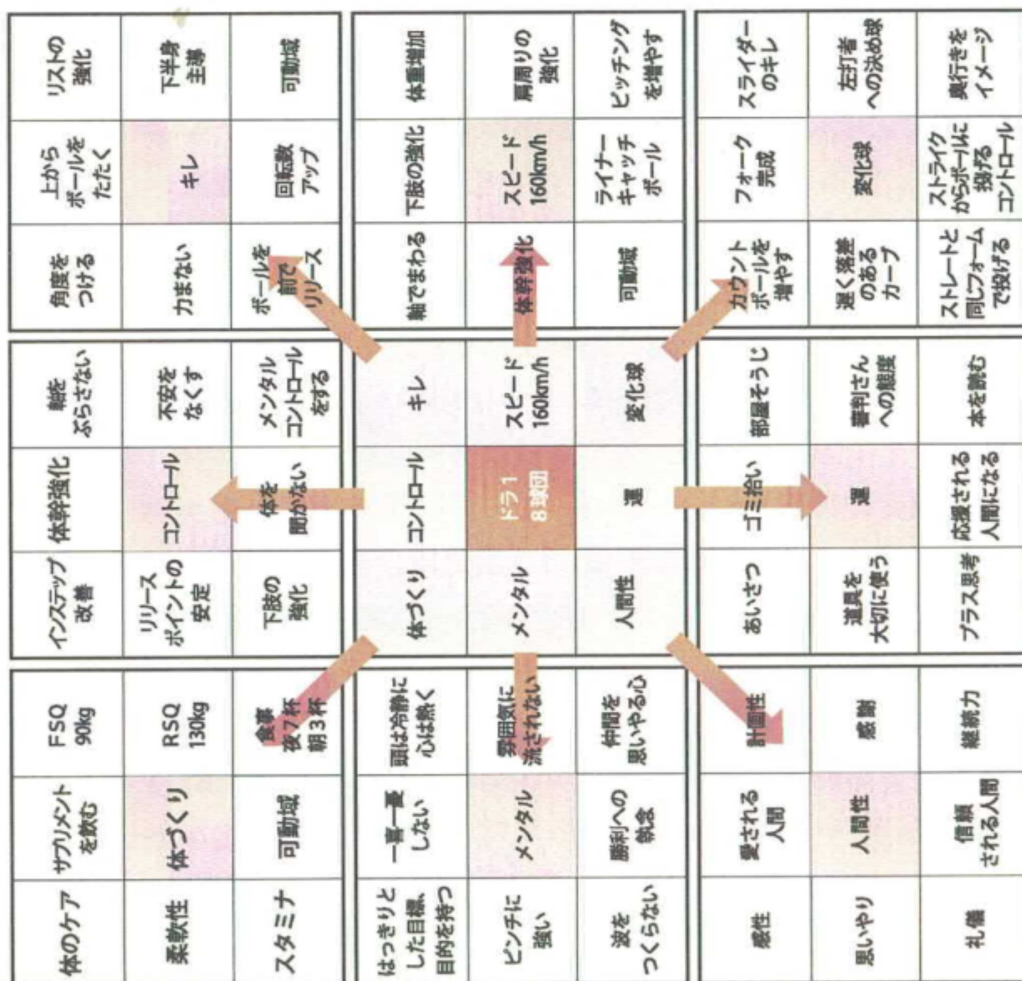 体のケア
サプリメント
を飲む
FSQ
90kg
柔軟性
体づくり
RSQ
130kg
スタミナ
可動域
食事
夜7杯
朝3杯
インステップ
改善
体幹強化
軸を
ぶらさない
リリース
ポイントの
安定
コントロール
不安を
なくす
下肢の
強化
体を
聞かない
メンタル
コントロール
をする
角度を
つける
上から
ボールを
たたく
リストの
強化
力まない
キレ
下半身
主導
ボールを
前で
リリース
回転数
アップ
可動域
はっきりと
した目標、
目的を持つ
一喜一憂
しない
頭は冷静に
心は熱く
ピンチに
強い
メンタル
雰囲気に
流されない
波を
つくらない
勝利への
執念
仲間を
思いやる心
体づくり
コントロール
キレ
メンタル
ドラ1
8球団
スピード
160km/h
人間性
運
変化球
軸でまわる
下肢の強化
体重増加
体幹強化
スピード
160km/h
肩周りの
強化
可動域
ライナー
キャッチ
ボール
ピッチング
を増やす
感性
愛される
人間
計画性
思いやり
人間性
感謝
礼儀
信頼
される人間
継続力
あいさつ
ゴミ拾い
部屋そうじ
道具を
大切に使う
運
審判さん
への態度
プラス思考
応援される
人間になる
本を読む
カウント
ボールを
増やす
フォーク
完成
スライダー
のキレ
遅く落差
のある
カーブ
変化球
左打者
への決め球
ストレートと
同じフォーム
で投げる
ストライク
からボールに
投げる
コントロール
奥行きを
イメージ